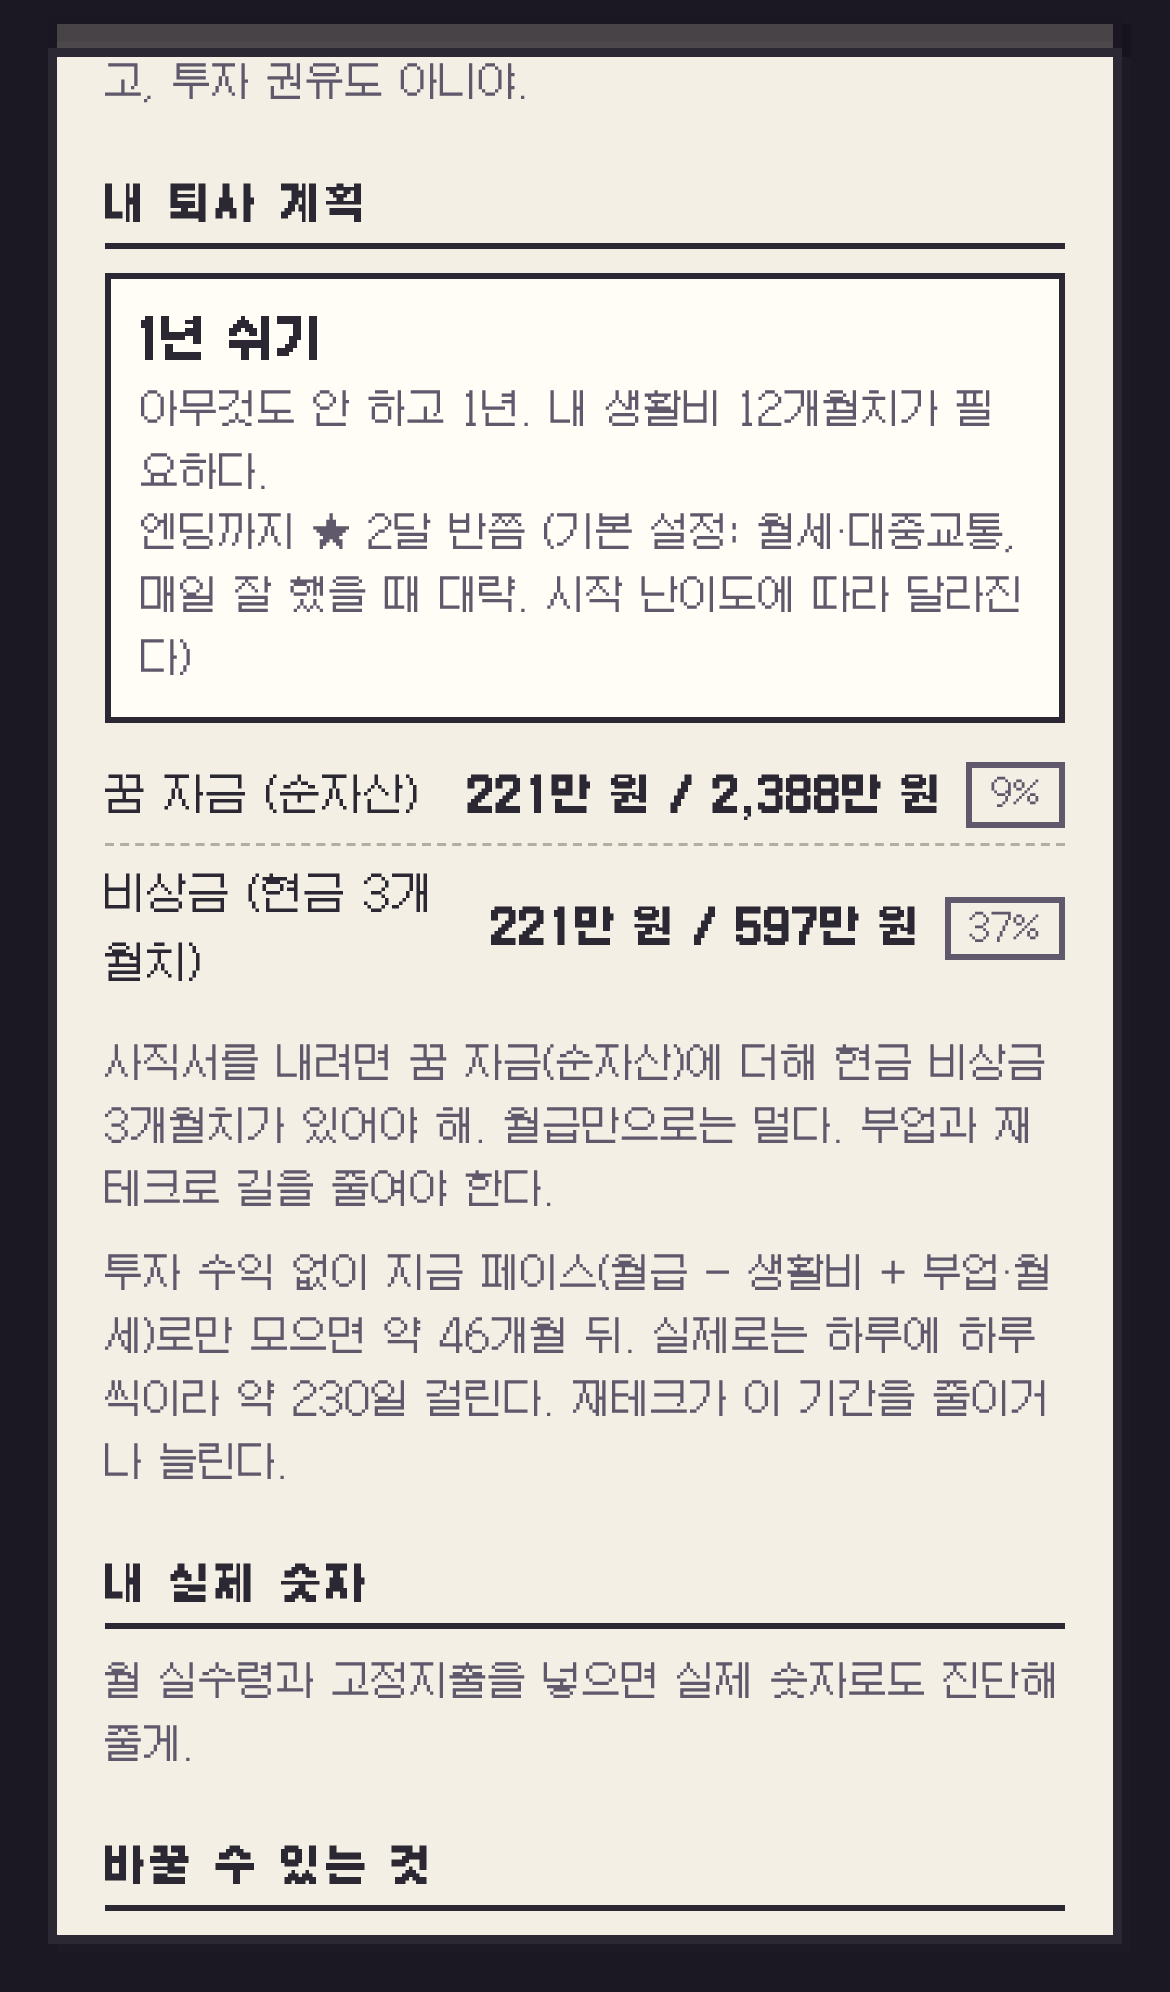 고, 투자 권유도 아니야.
내 퇴사 계획
1년 쉬기
아무것도 안 하고 1년. 내 생활비 12개월치가 필
요하다.
엔딩까지 ★ 2달 반쯤 (기본 설정: 월세·대중교통,
매일 잘 했을 때 대략. 시작 난이도에 따라 달라진
다)
꿈 자금 (순자산) 221만 원 / 2,388만 원 9%
비상금 (현금 3개
월치) 221만 원 / 597만 원 37%
사직서를 내려면 꿈 자금(순자산)에 더해 현금 비상금
3개월치가 있어야 해. 월급만으로는 멀다. 부업과 재
테크로 길을 줄여야 한다.
투자 수익 없이 지금 페이스(월급 - 생활비 + 부업·월
세)로만 모으면 약 46개월 뒤. 실제로는 하루에 하루
씩이라 약 230일 걸린다. 재테크가 이 기간을 줄이거
나 늘린다.
내 실제 숫자
월 실수령과 고정지출을 넣으면 실제 숫자로도 진단해
줄게.
바꿀 수 있는 것